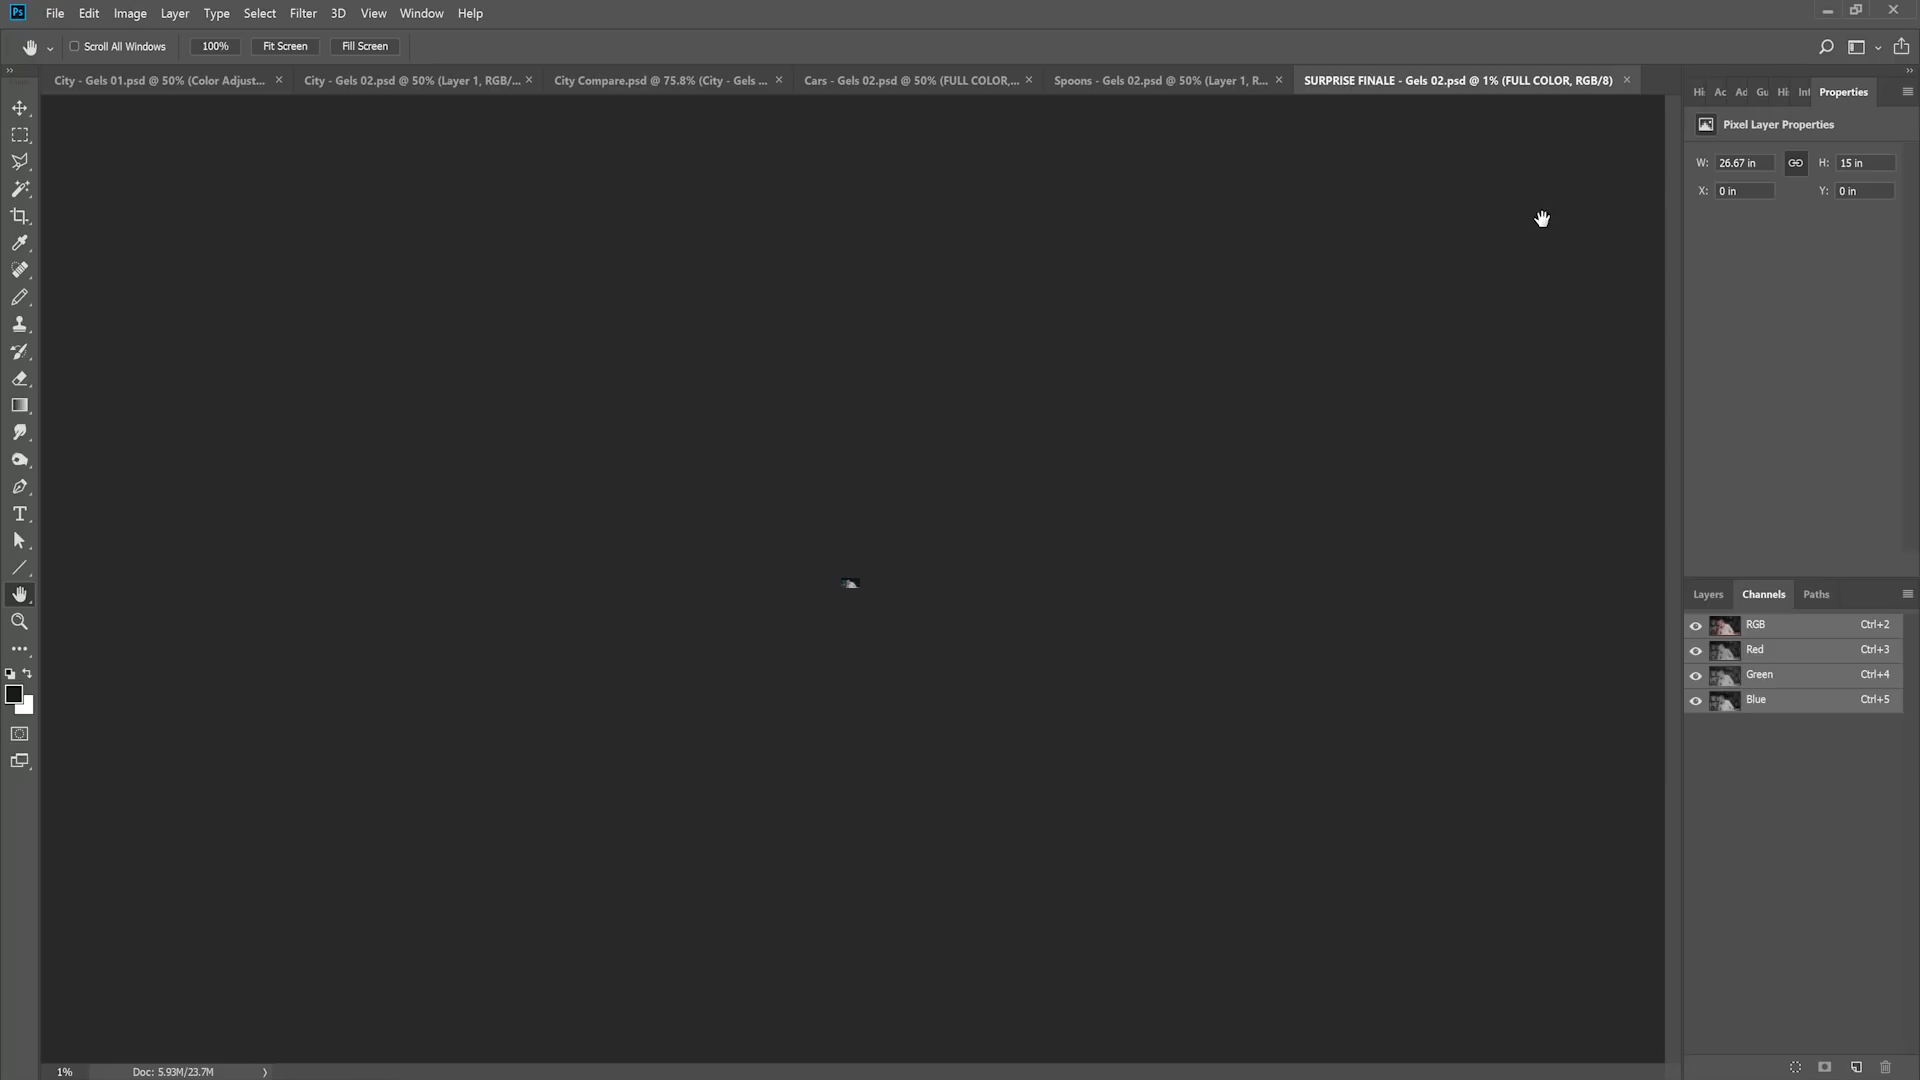 Ps File Edit Image Layer Type Select Filter 3D View Window Help
Scroll All Windows 100% Fit Screen Fill Screen
City - Gels 01.psd @ 50% (Color Adjust... × City - Gels 02.psd @ 50% (Layer 1, RGB/... × City Compare.psd @ 75.8% (City - Gels ... × Cars - Gels 02.psd @ 50% (FULL COLOR,... × Spoons - Gels 02.psd @ 50% (Layer 1, R... × SURPRISE FINALE - Gels 02.psd @ 1% (FULL COLOR, RGB/8) ×
Hi Ac Ad Gu Hi Inf Properties
Pixel Layer Properties
W: 26.67 in H: 15 in
X: 0 in Y: 0 in
Layers Channels Paths
RGB Ctrl+2
Red Ctrl+3
Green Ctrl+4
Blue Ctrl+5
1% Doc: 5.93M/23.7M